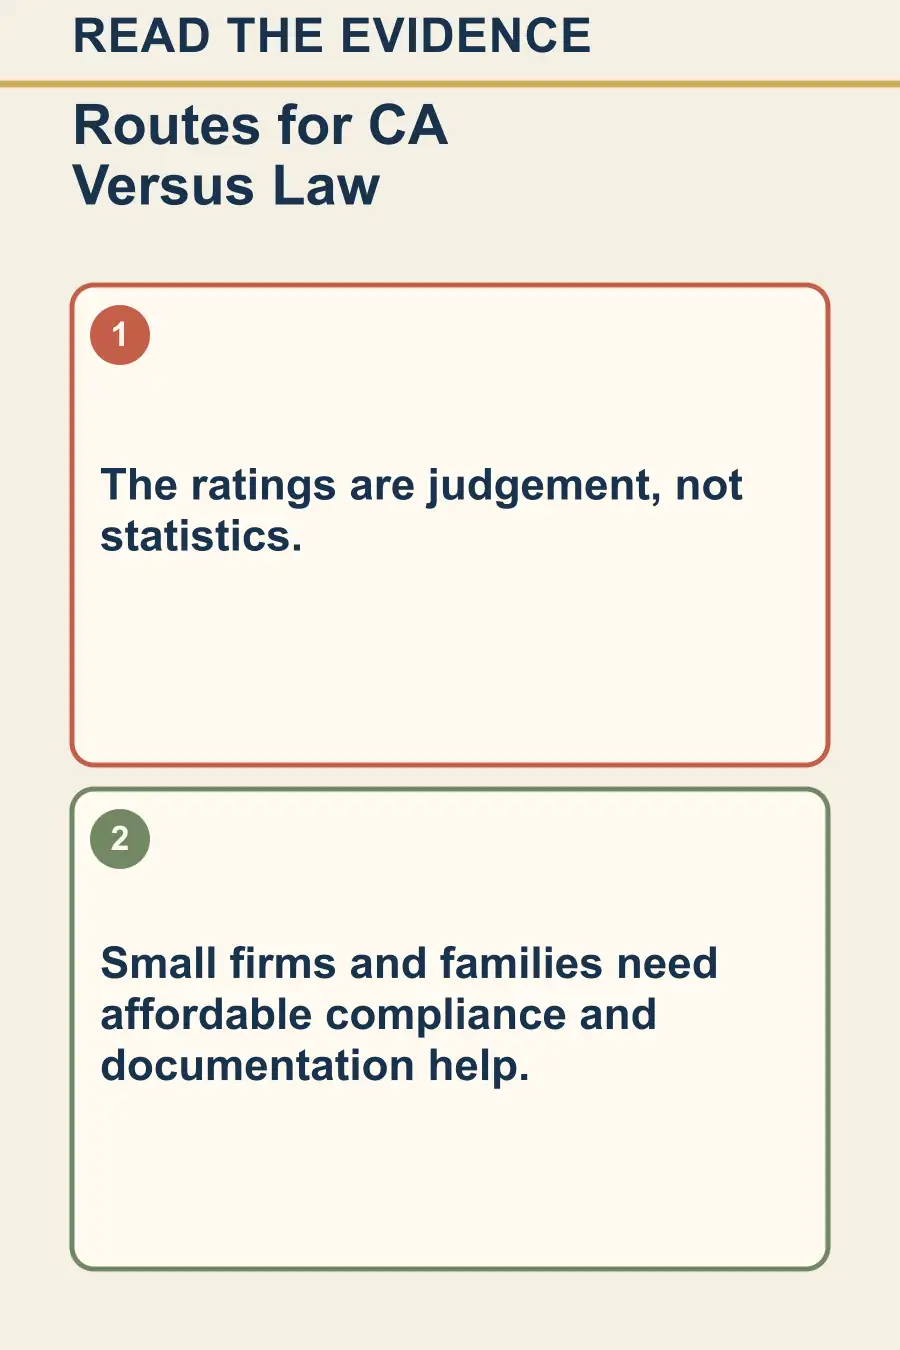 READ THE EVIDENCE
Routes for CA
Versus Law
1
The ratings are judgement, not
statistics.
2
Small firms and families need
affordable compliance and
documentation help.